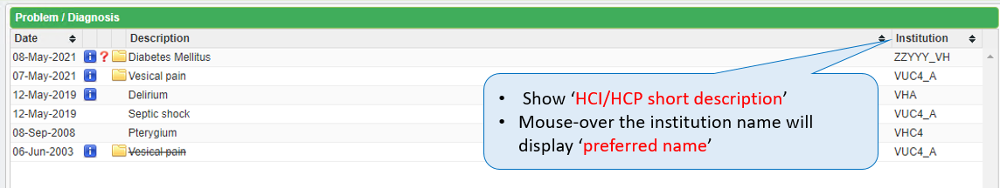 Problem / Diagnosis
Date Description Institution
08-May-2021 i ? Diabetes Mellitus ZZYYY_VH
07-May-2021 i Vesical pain VUC4_A
12-May-2019 i Delirium VHA
12-May-2019 Septic shock VUC4_A
08-Sep-2008 Pterygium VHC4
06-Jun-2003 i Vesical pain VUC4_A
• Show ‘HCI/HCP short description’
• Mouse-over the institution name will
display ‘preferred name’